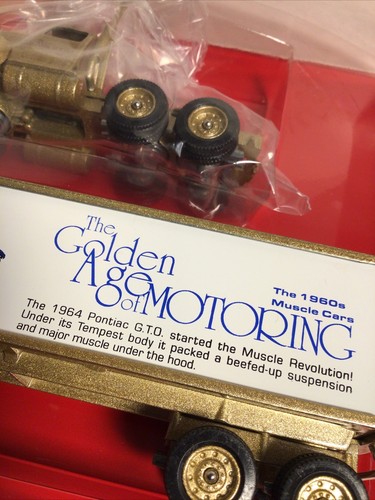 The
Golden
Age
of MOTORING
The 1960s
Muscle Cars
The 1964 Pontiac G.T.O. started the Muscle Revolution!
Under its Tempest body it packed a beefed-up suspension
and major muscle under the hood.